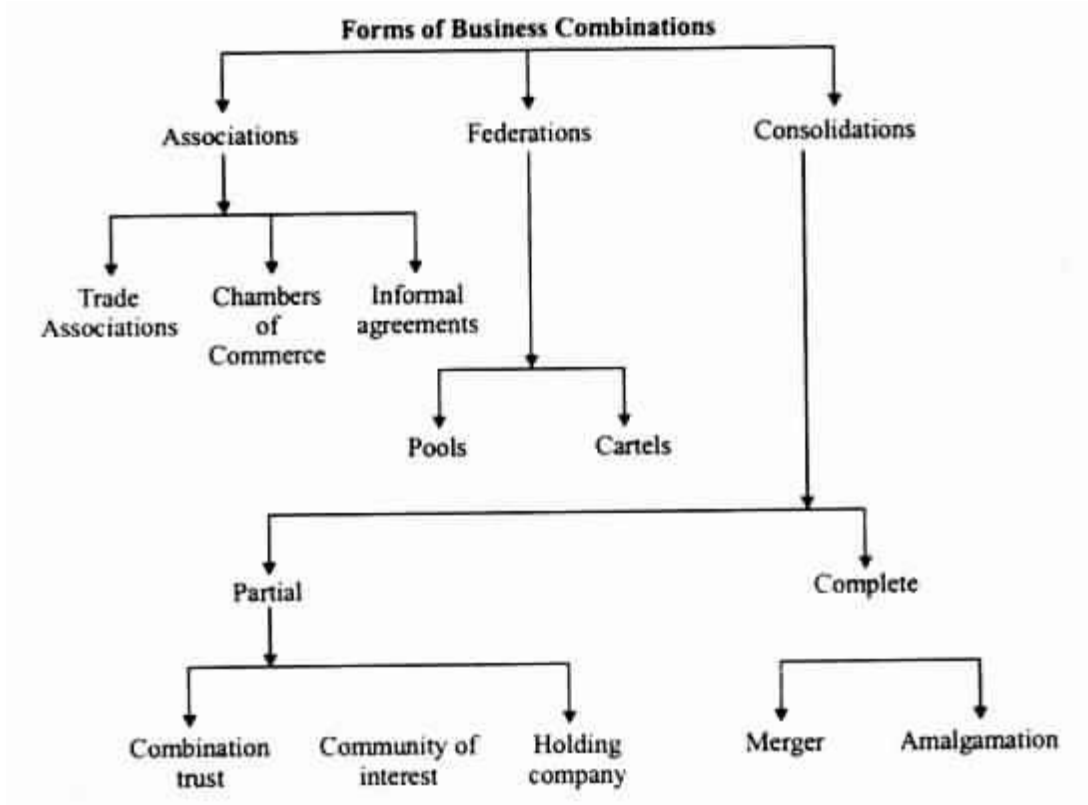 Forms of Business Combinations
Associations
Federations
Consolidations
Trade
Associations
Chambers
of
Commerce
Informal
agreements
Pools
Cartels
Partial
Complete
Combination
trust
Community of
interest
Holding
company
Merger
Amalgamation